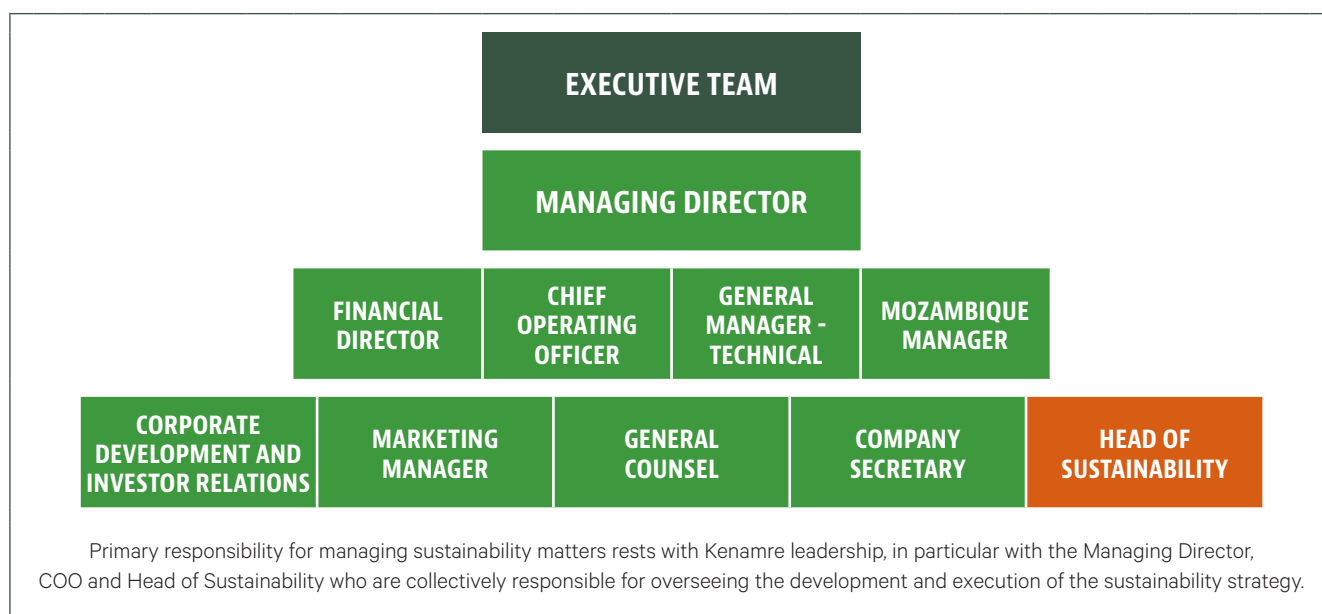 EXECUTIVE TEAM
MANAGING DIRECTOR
FINANCIAL
DIRECTOR
CHIEF
OPERATING
OFFICER
GENERAL
MANAGER -
TECHNICAL
MOZAMBIQUE
MANAGER
CORPORATE
DEVELOPMENT AND
INVESTOR RELATIONS
MARKETING
MANAGER
GENERAL
COUNSEL
COMPANY
SECRETARY
HEAD OF
SUSTAINABILITY
Primary responsibility for managing sustainability matters rests with Kenamre leadership, in particular with the Managing Director,
COO and Head of Sustainability who are collectively responsible for overseeing the development and execution of the sustainability strategy.